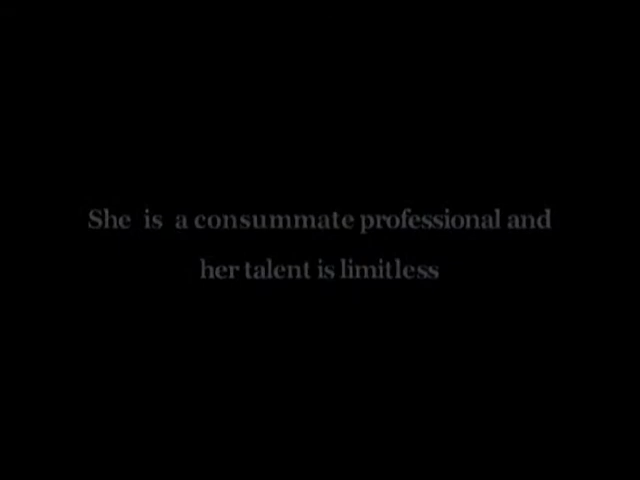 She is a consummate professional and
her talent is limitless